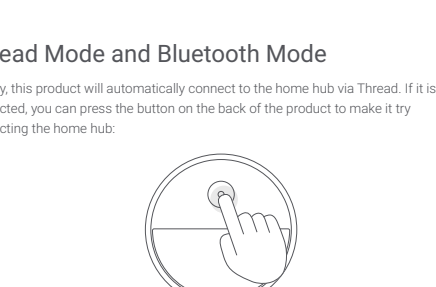 ead Mode and Bluetooth Mode
y, this product will automatically connect to the home hub via Thread. If it is
cted, you can press the button on the back of the product to make it try
cting the home hub: